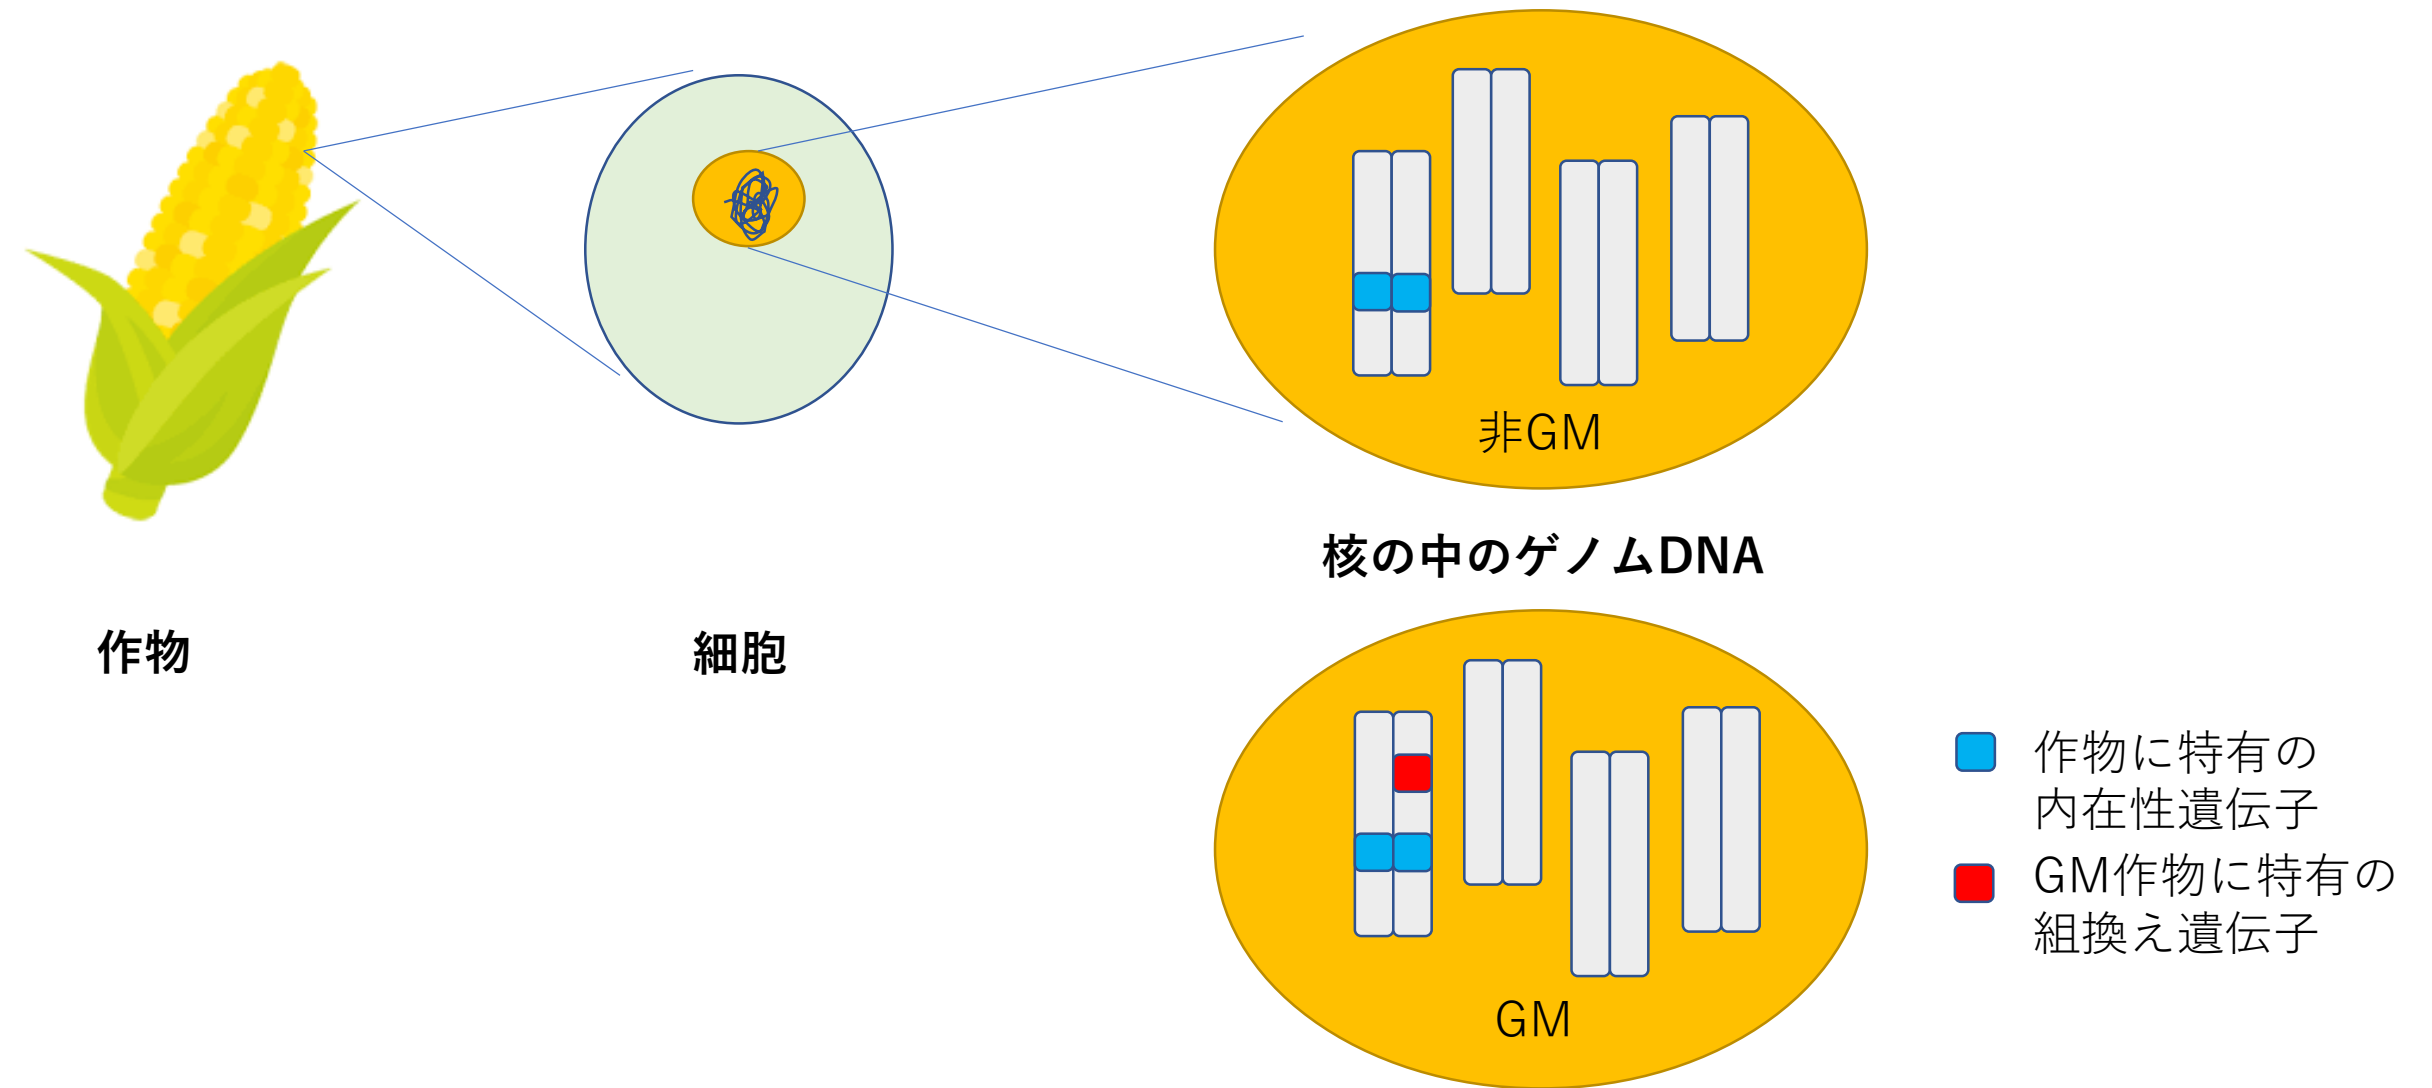 非GM
核の中のゲノムDNA
作物
細胞
作物に特有の
内在性遺伝子
GM作物に特有の
組換え遺伝子
GM